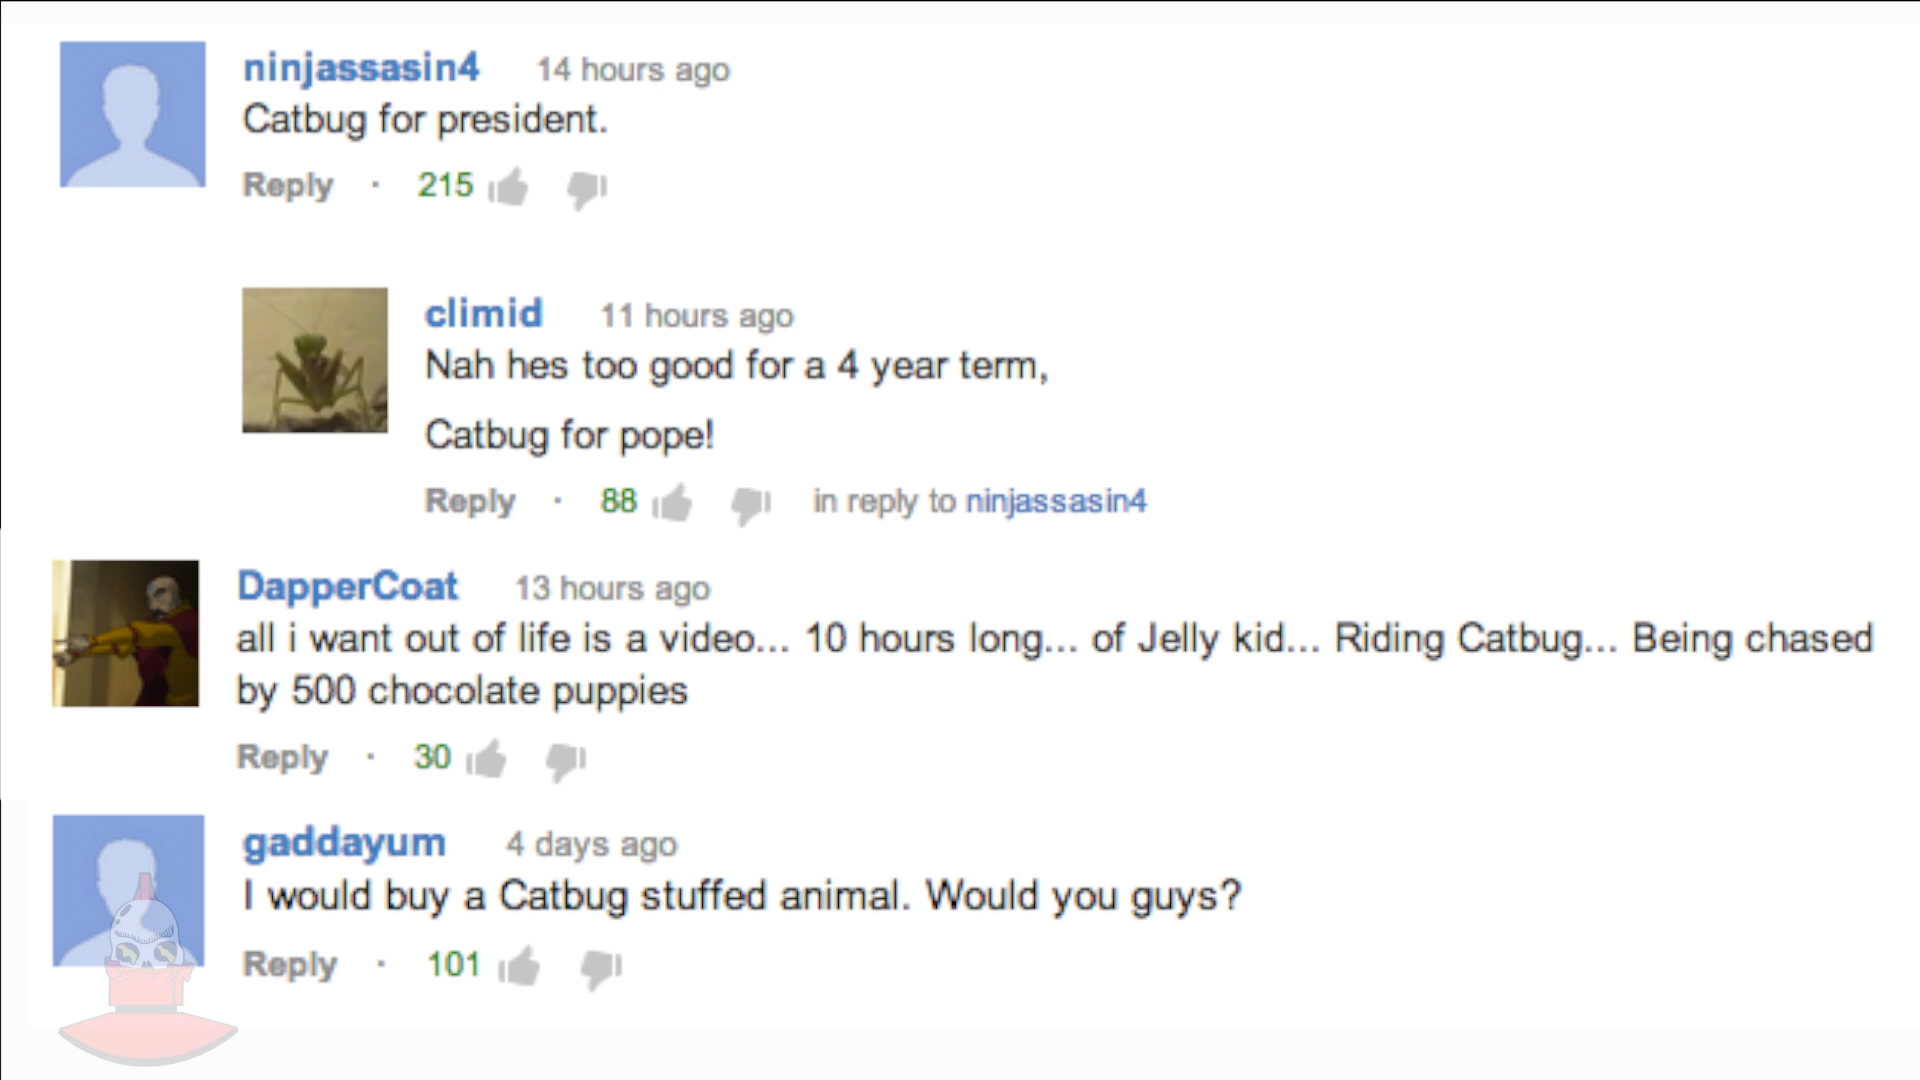 ninjassasin4 14 hours ago
Catbug for president.
Reply · 215
climid 11 hours ago
Nah hes too good for a 4 year term,
Catbug for pope!
Reply · 88 in reply to ninjassasin4
DapperCoat 13 hours ago
all i want out of life is a video... 10 hours long... of Jelly kid... Riding Catbug... Being chased
by 500 chocolate puppies
Reply · 30
gaddayum 4 days ago
I would buy a Catbug stuffed animal. Would you guys?
Reply · 101